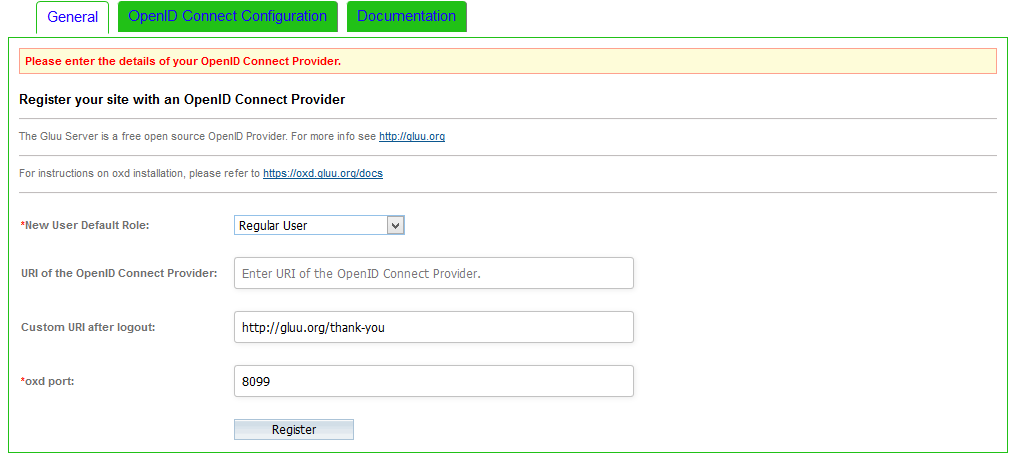 General OpenID Connect Configuration Documentation
Please enter the details of your OpenID Connect Provider.
Register your site with an OpenID Connect Provider
The Gluu Server is a free open source OpenID Provider. For more info see http://gluu.org
For instructions on oxd installation, please refer to https://oxd.gluu.org/docs
*New User Default Role: Regular User
URI of the OpenID Connect Provider: Enter URI of the OpenID Connect Provider.
Custom URI after logout: http://gluu.org/thank-you
*oxd port: 8099
Register